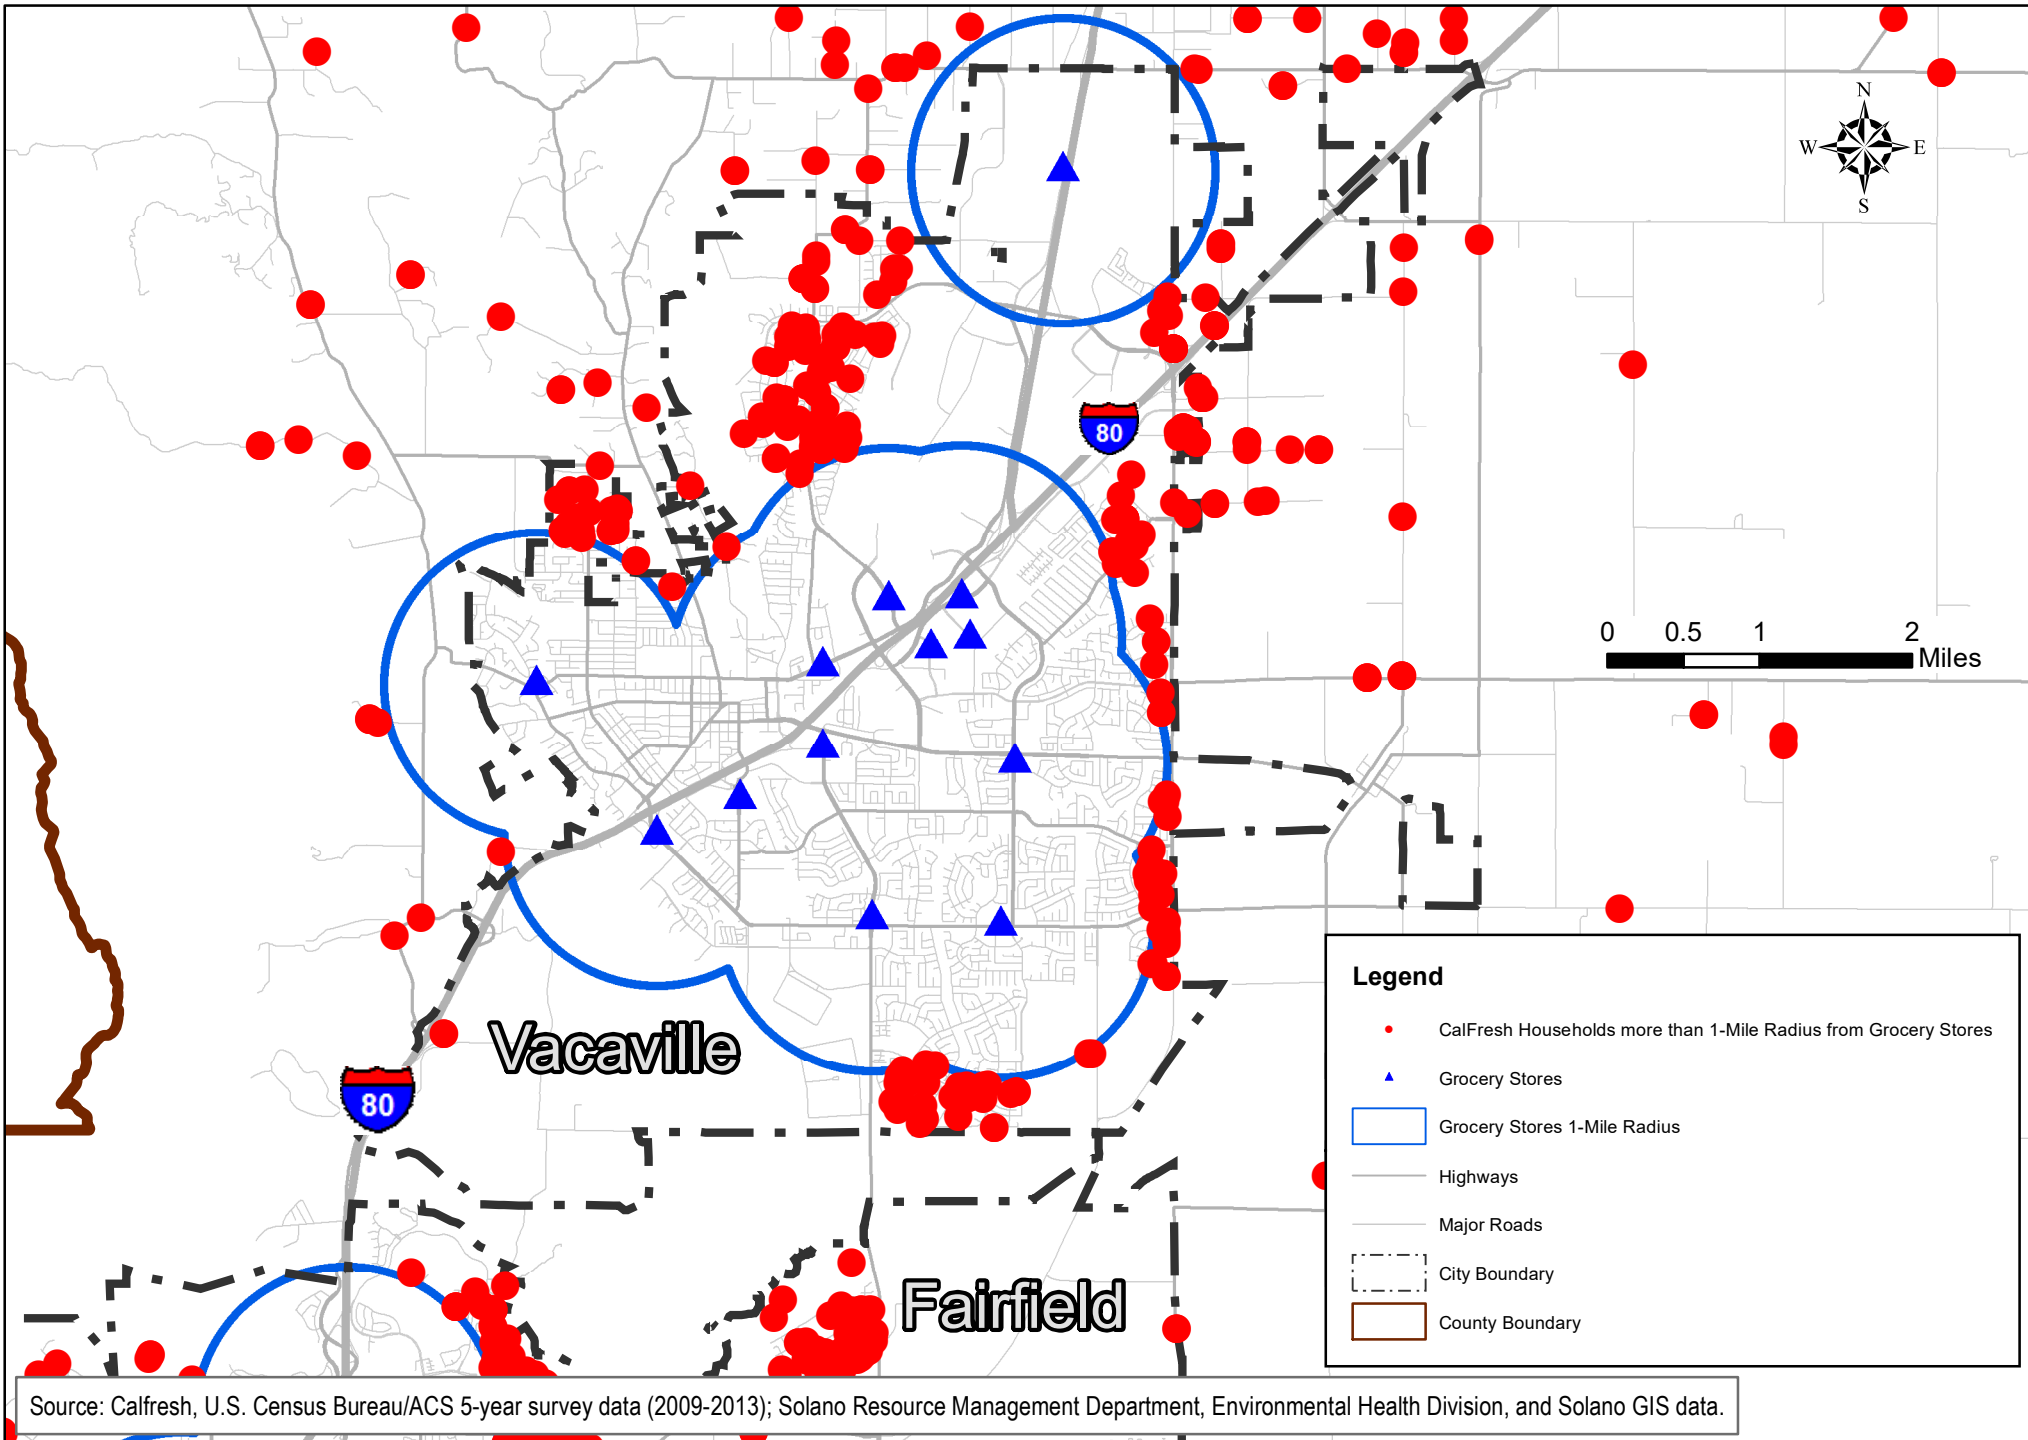 N
W E
S
80
0 0.5 1 2
Miles
Legend
CalFresh Households more than 1-Mile Radius from Grocery Stores
Grocery Stores
Grocery Stores 1-Mile Radius
Highways
Major Roads
City Boundary
County Boundary
Vacaville
80
Fairfield
Source: Calfresh, U.S. Census Bureau/ACS 5-year survey data (2009-2013); Solano Resource Management Department, Environmental Health Division, and Solano GIS data.